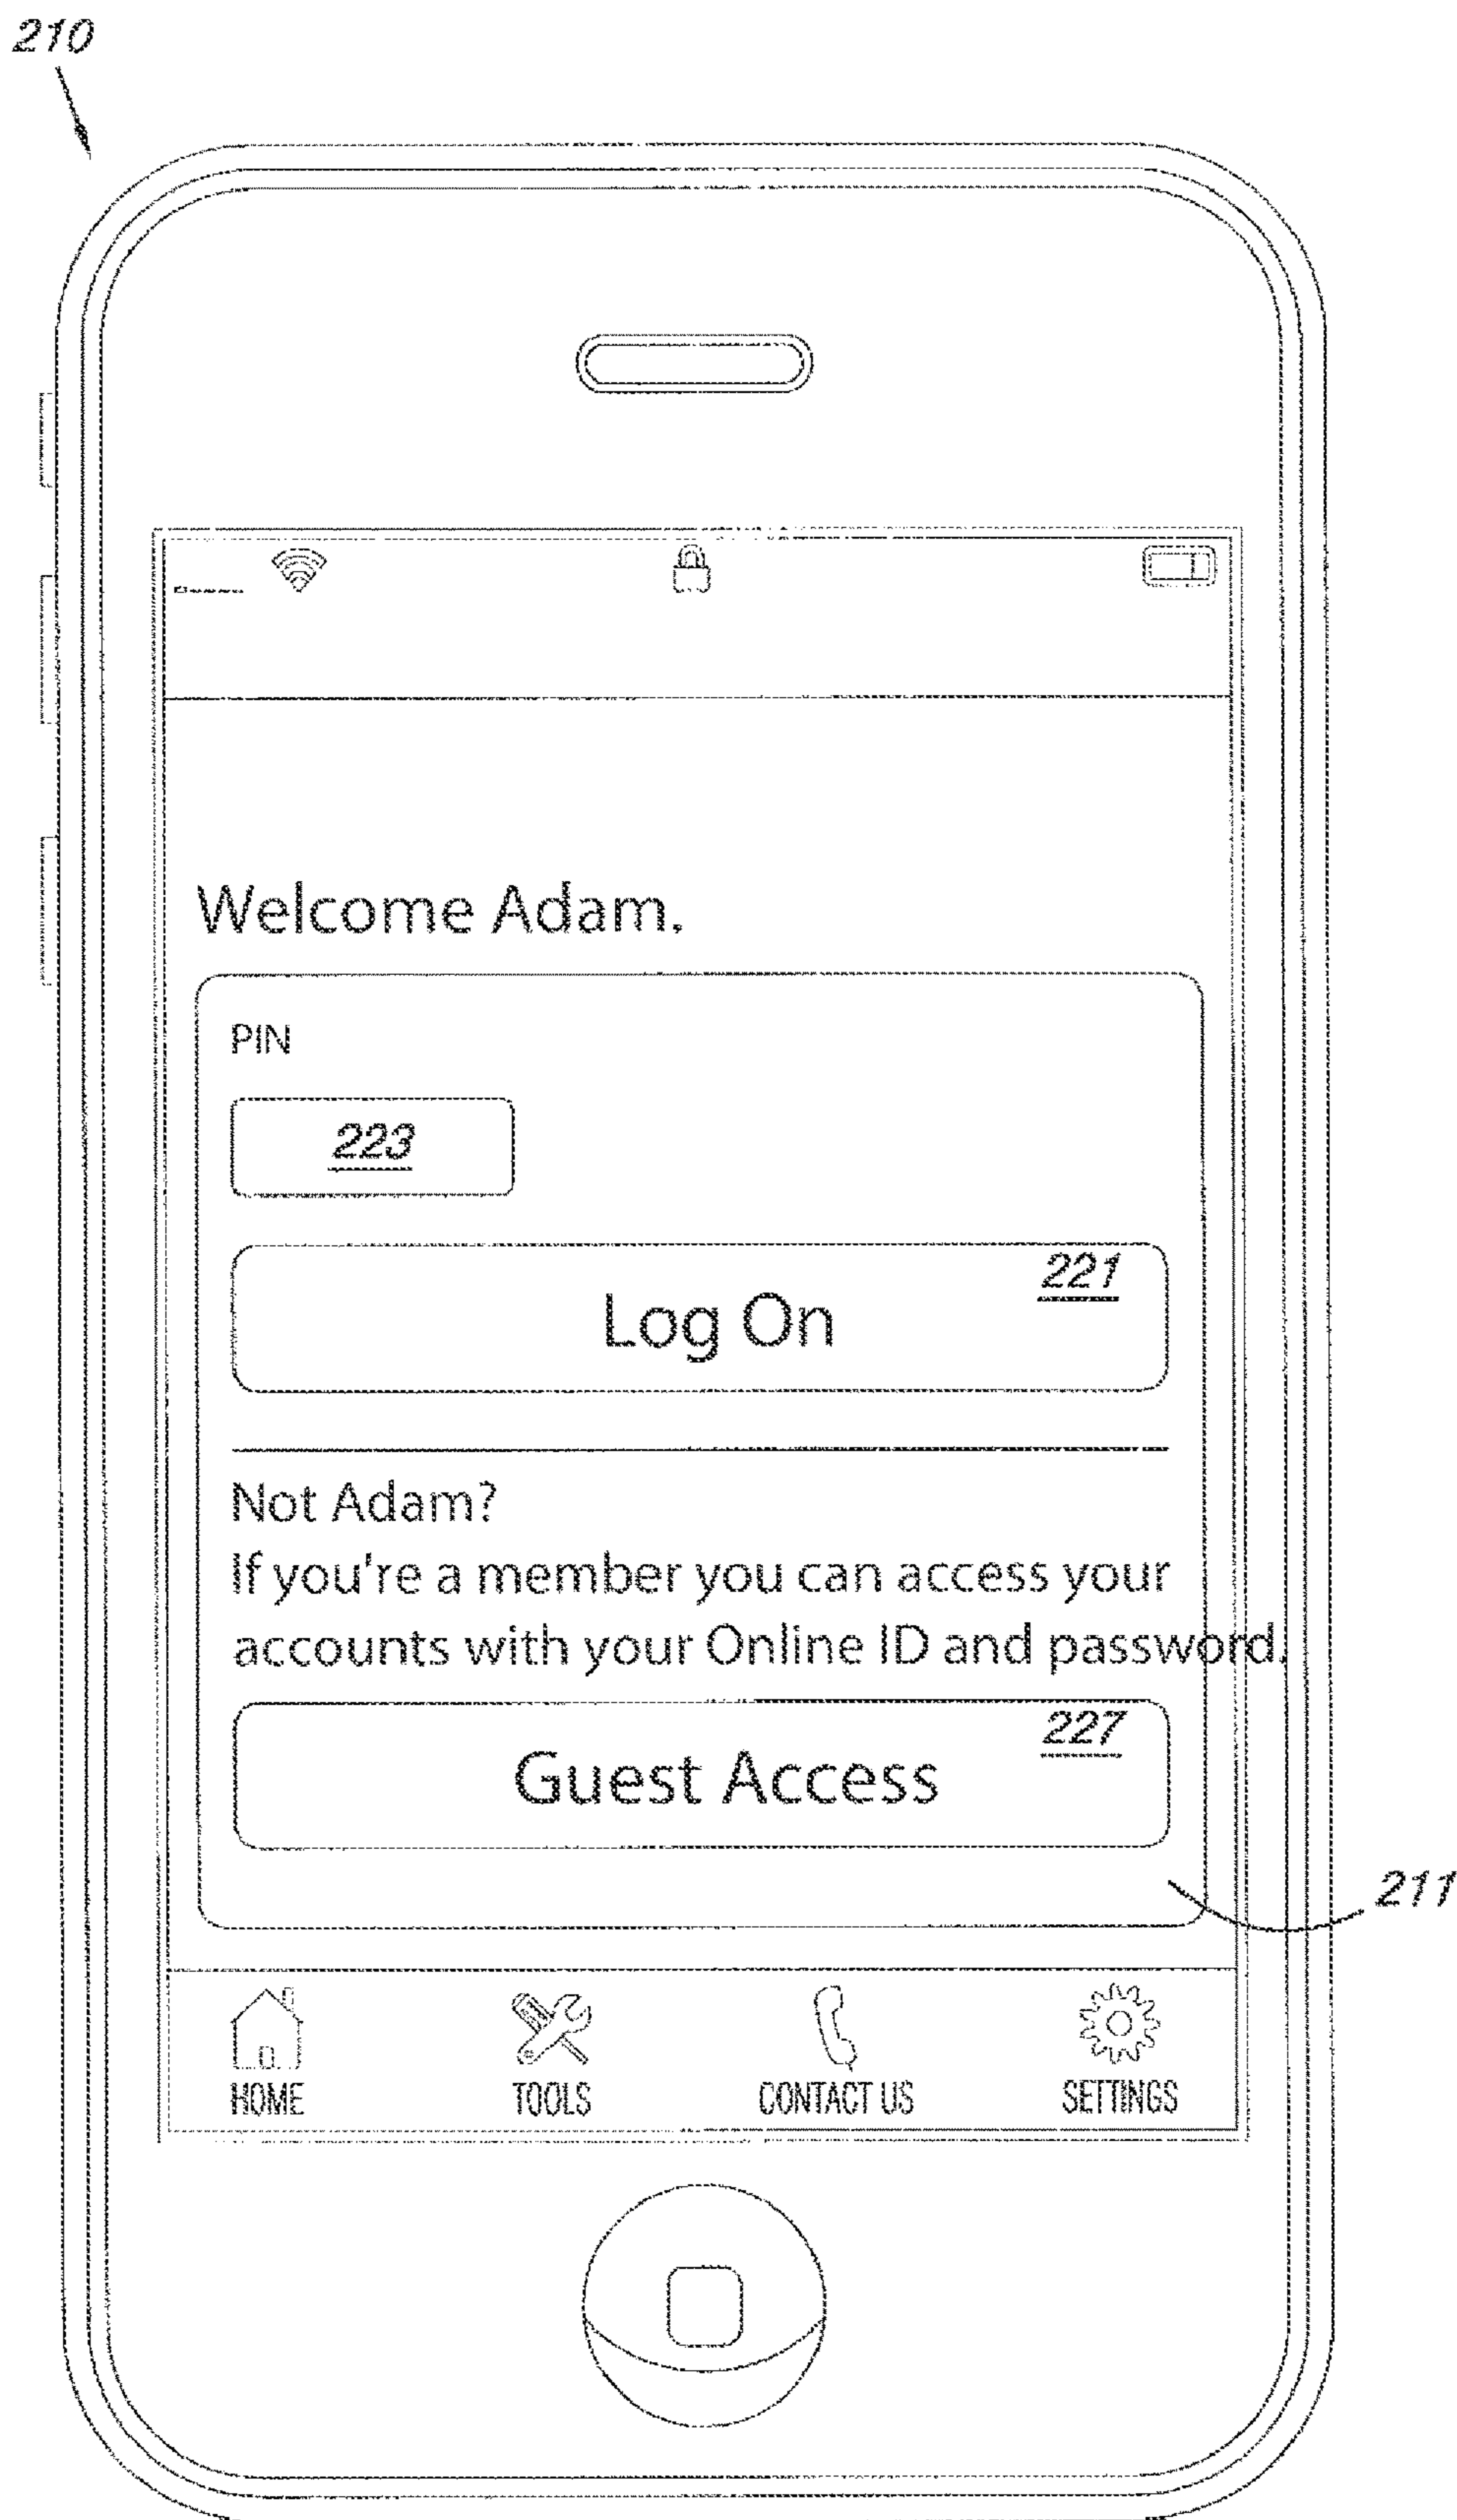 210
Welcome Adam.
PIN
223
221
Log On
Not Adam?
If you're a member you can access your
accounts with your Online ID and password.
227
Guest Access
211
HOME TOOLS CONTACT US SETTINGS